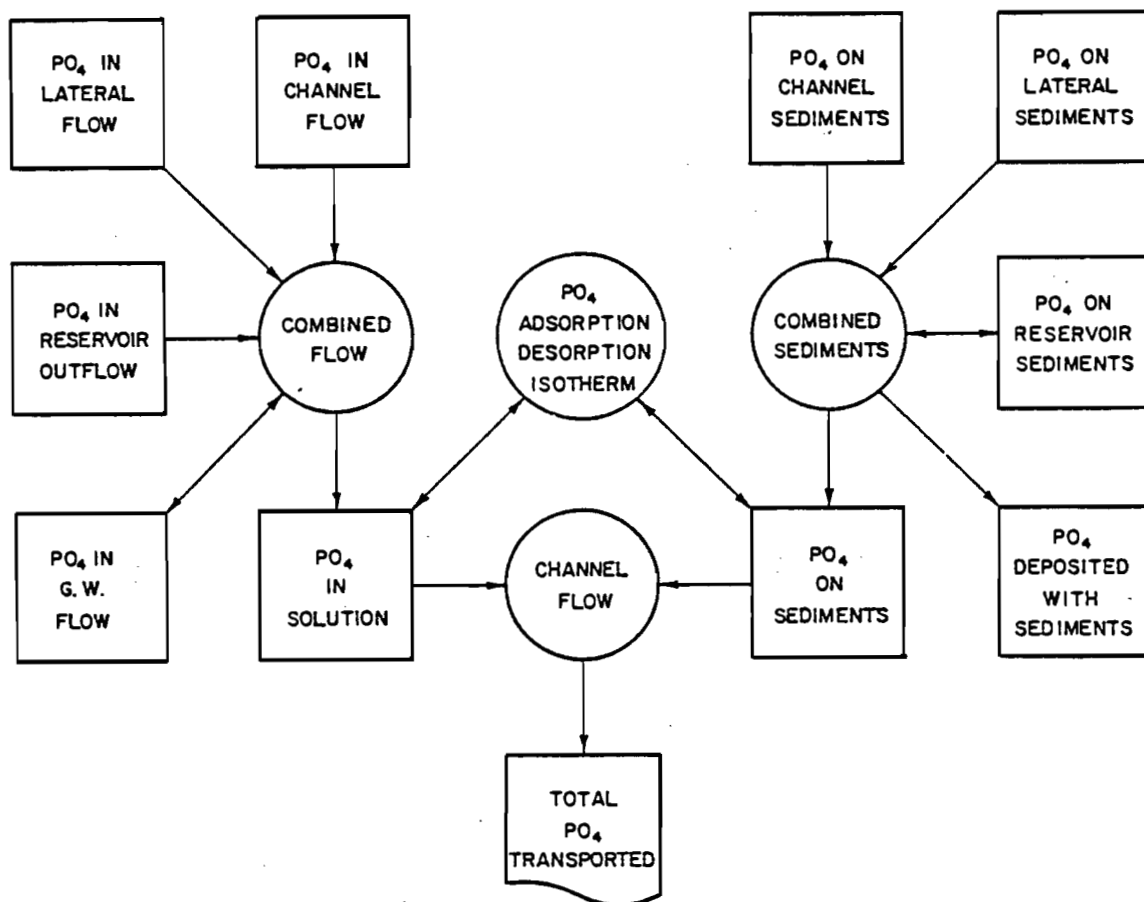 PO₄ IN
LATERAL
FLOW
PO₄ IN
CHANNEL
FLOW
PO₄ ON
CHANNEL
SEDIMENTS
PO₄ ON
LATERAL
SEDIMENTS
PO₄ IN
RESERVOIR
OUTFLOW
COMBINED
FLOW
PO₄
ADSORPTION
DESORPTION
ISOTHERM
COMBINED
SEDIMENTS
PO₄ ON
RESERVOIR
SEDIMENTS
PO₄ IN
G. W.
FLOW
PO₄
IN
SOLUTION
CHANNEL
FLOW
PO₄
ON
SEDIMENTS
PO₄
DEPOSITED
WITH
SEDIMENTS
TOTAL
PO₄
TRANSPORTED